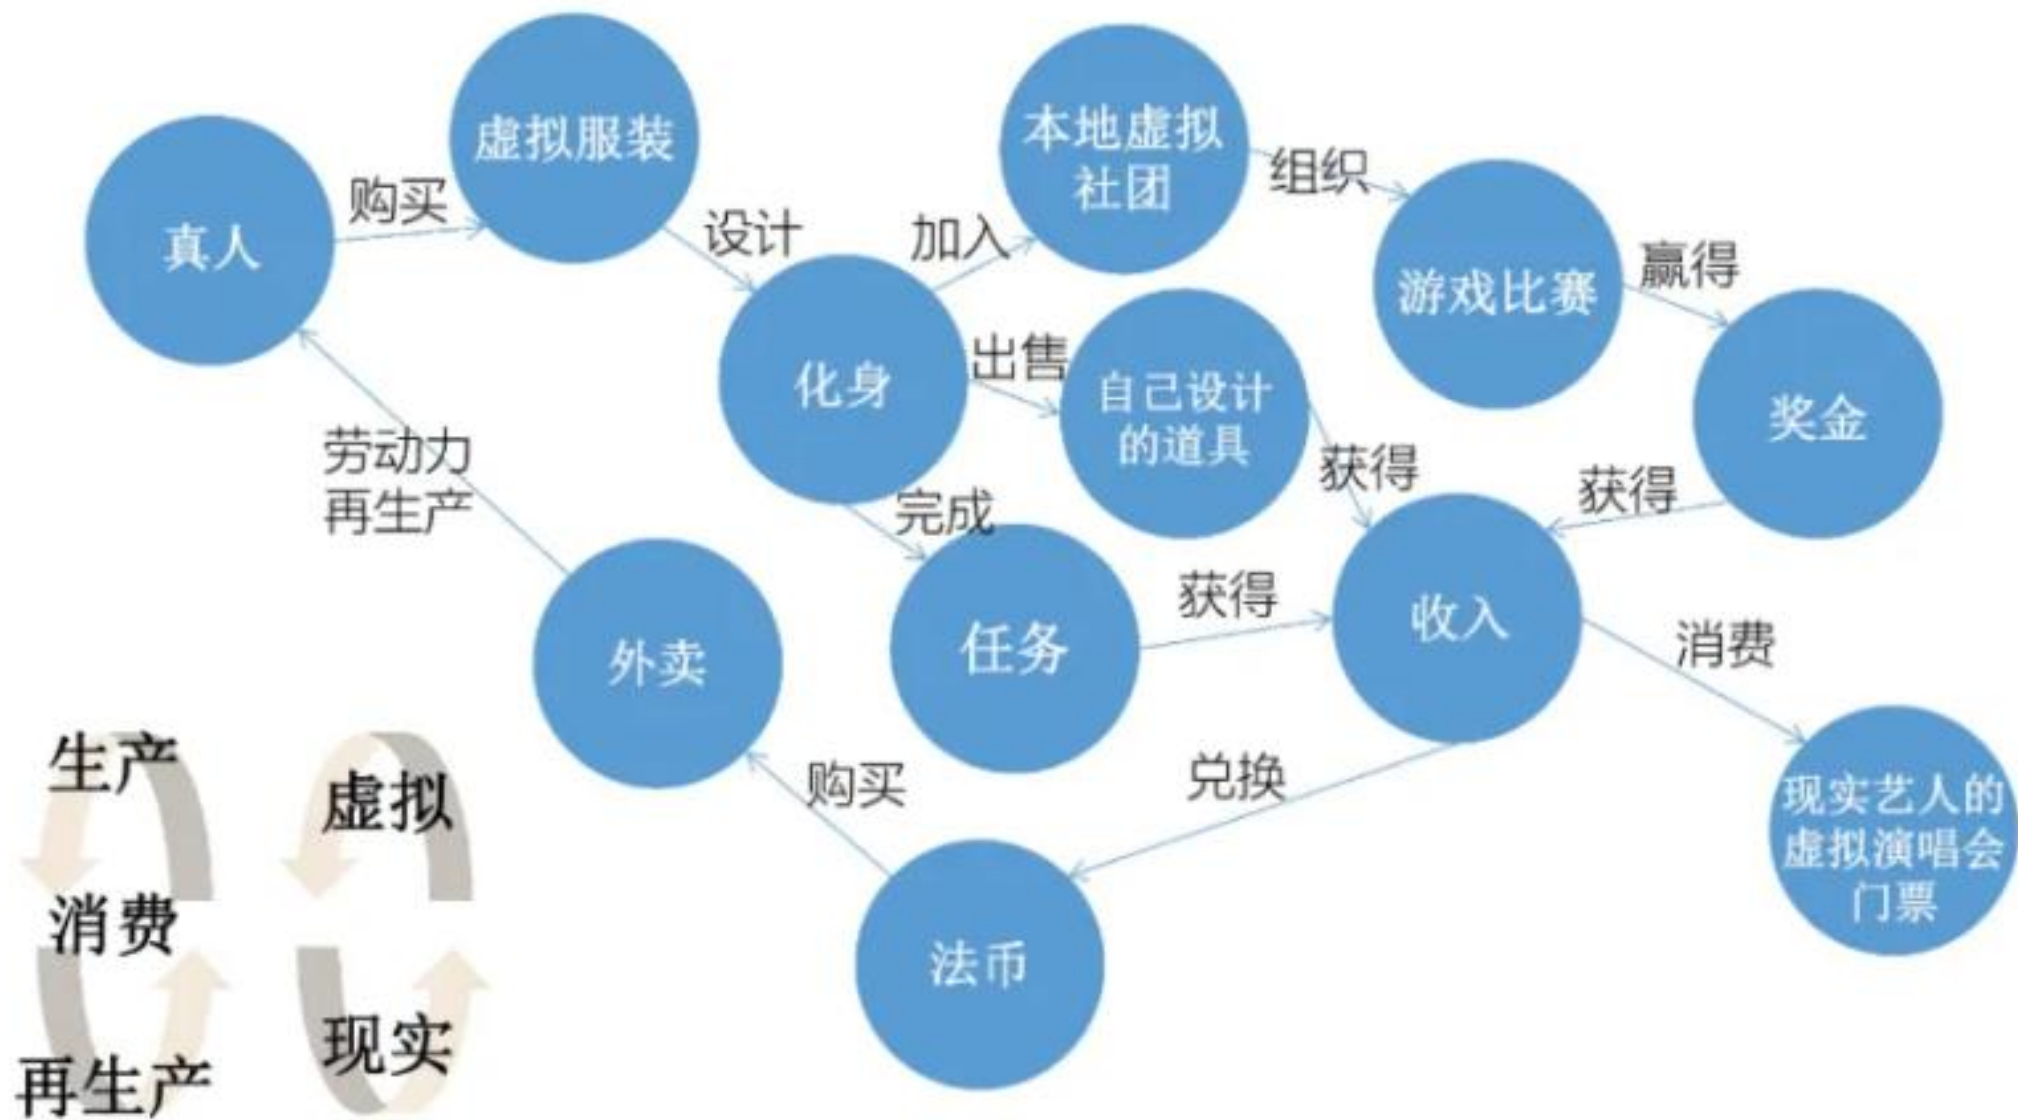 虚拟服装
本地虚拟
社团
组织
购买
真人
设计
加入
赢得
游戏比赛
出售
化身
自己设计
的道具
奖金
劳动力
再生产
获得
获得
完成
获得
收入
外卖
任务
消费
生产
虚拟
购买
兑换
现实艺人的
虚拟演唱会
门票
消费
法币
现实
再生产